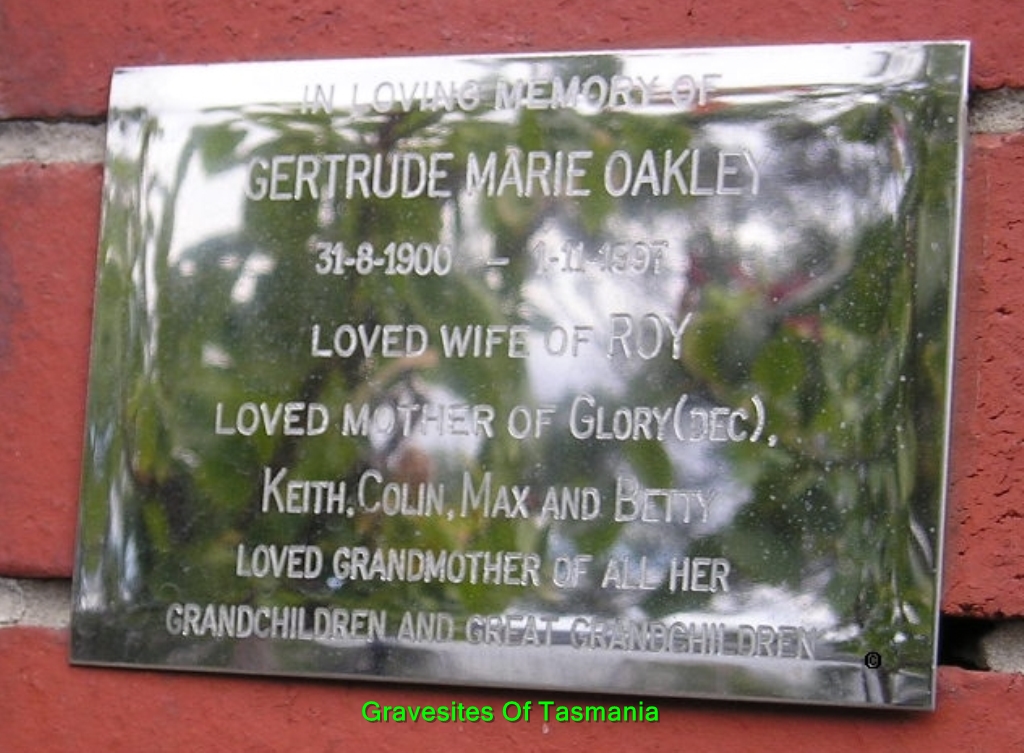 IN LOVING MEMORY OF
GERTRUDE MARIE OAKLEY
31-8-1900 – 1-11-1997
LOVED WIFE OF ROY
LOVED MOTHER OF GLORY(DEC),
KEITH, COLIN, MAX AND BETTY
LOVED GRANDMOTHER OF ALL HER
GRANDCHILDREN AND GREAT GRANDCHILDREN
©
Gravesites Of Tasmania